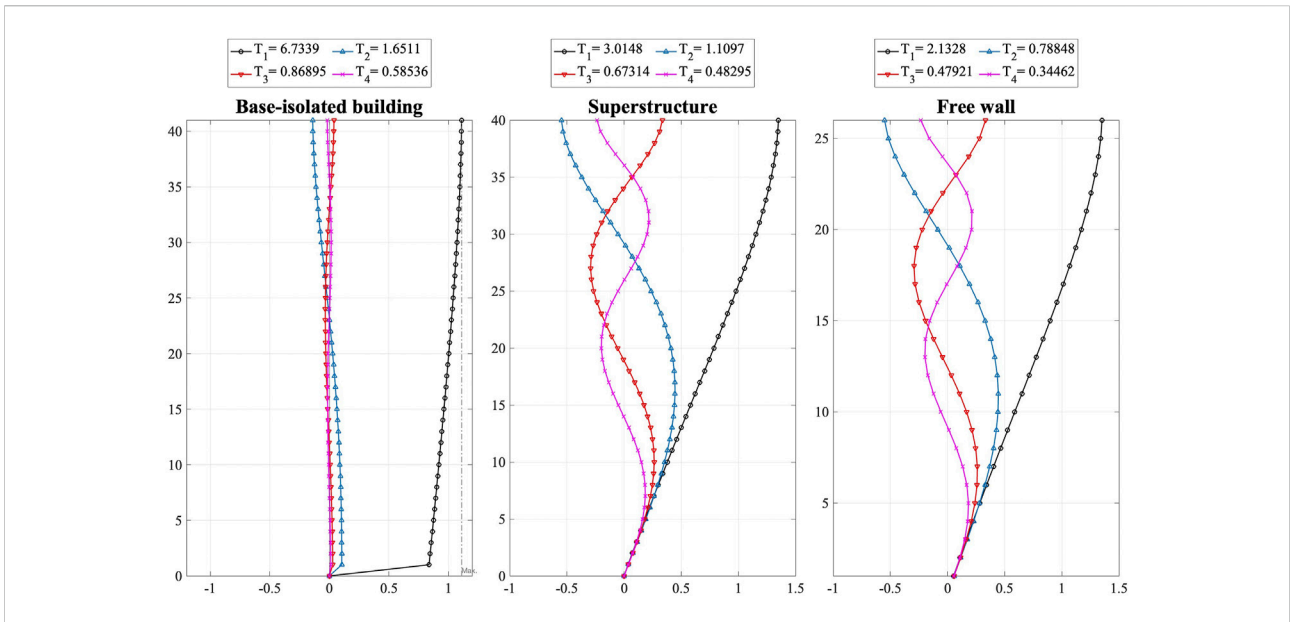 T1 = 6.7339 T2 = 1.6511
T3 = 0.86895 T4 = 0.58536
Base-isolated building
40
35
30
25
20
15
10
5
0
-1 -0.5 0 0.5 1
Max.
T1 = 3.0148 T2 = 1.1097
T3 = 0.67314 T4 = 0.48295
Superstructure
40
35
30
25
20
15
10
5
0
-1 -0.5 0 0.5 1 1.5
T1 = 2.1328 T2 = 0.78848
T3 = 0.47921 T4 = 0.34462
Free wall
25
20
15
10
5
-1 -0.5 0 0.5 1 1.5